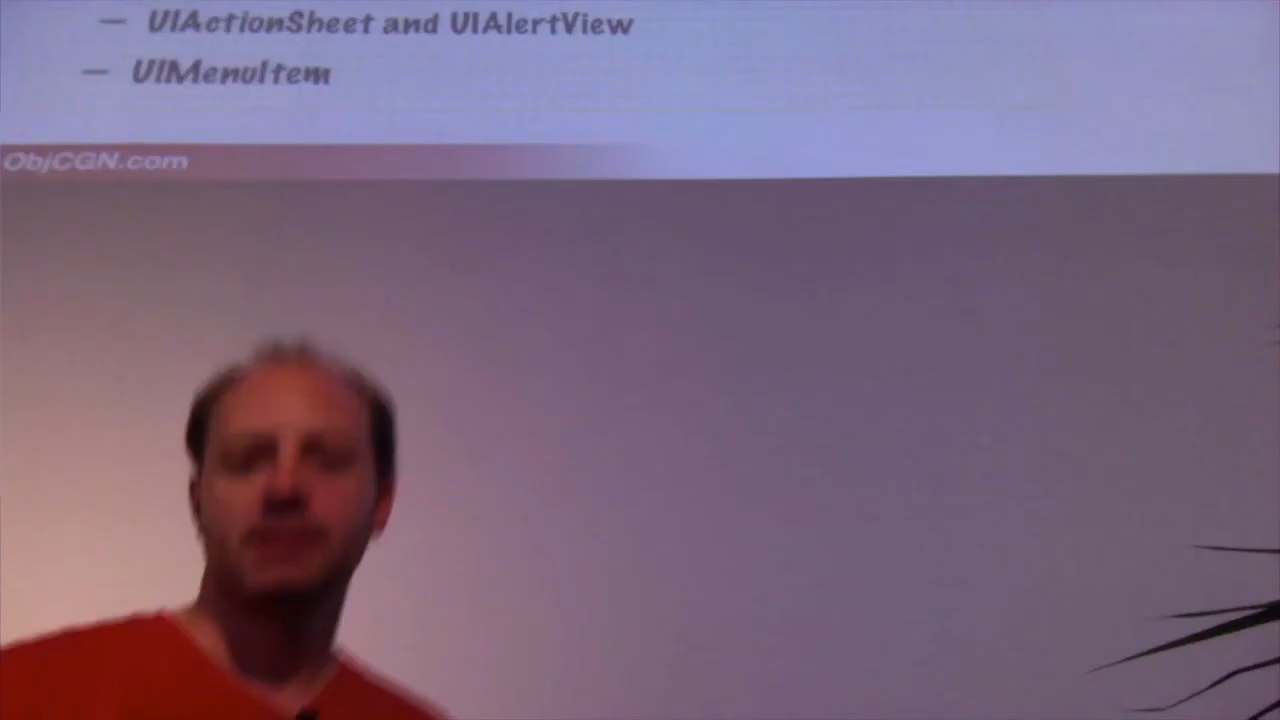 — UIActionSheet and UIAlertView
— UIMenuItem
ObjCGN.com